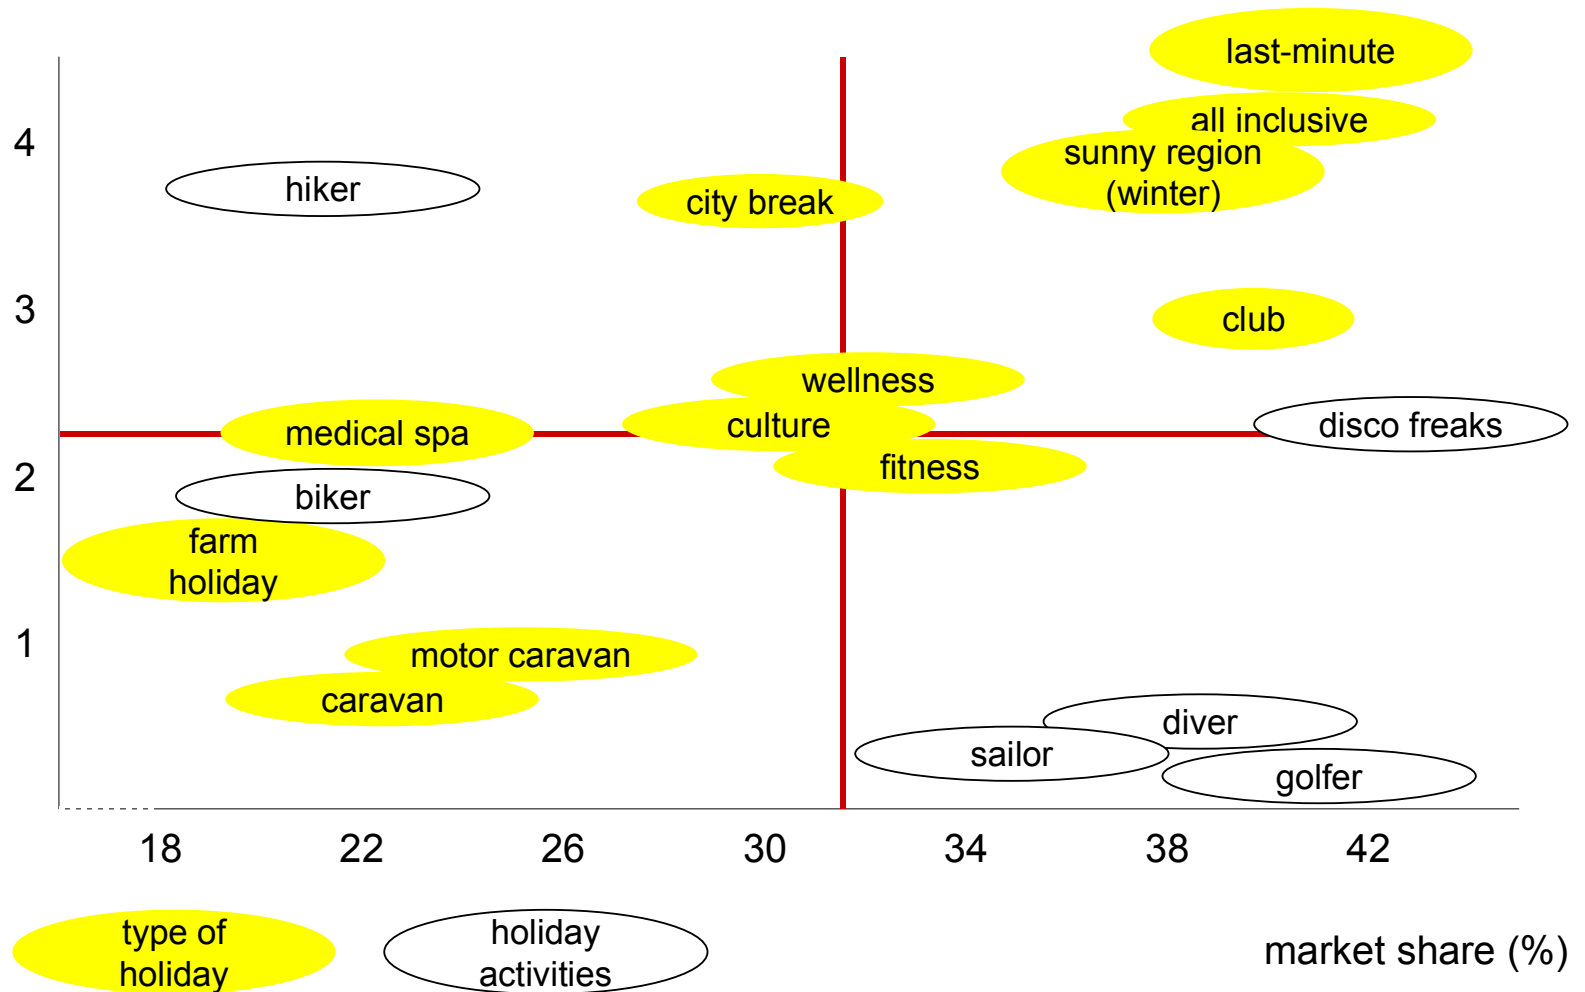 last-minute
all inclusive
4
sunny region
(winter)
hiker
city break
3
club
wellness
disco freaks
culture
medical spa
fitness
2
biker
farm
holiday
1
motor caravan
caravan
diver
sailor
golfer
18 22 26 30 34 38 42
type of
holiday
holiday
activities
market share (%)